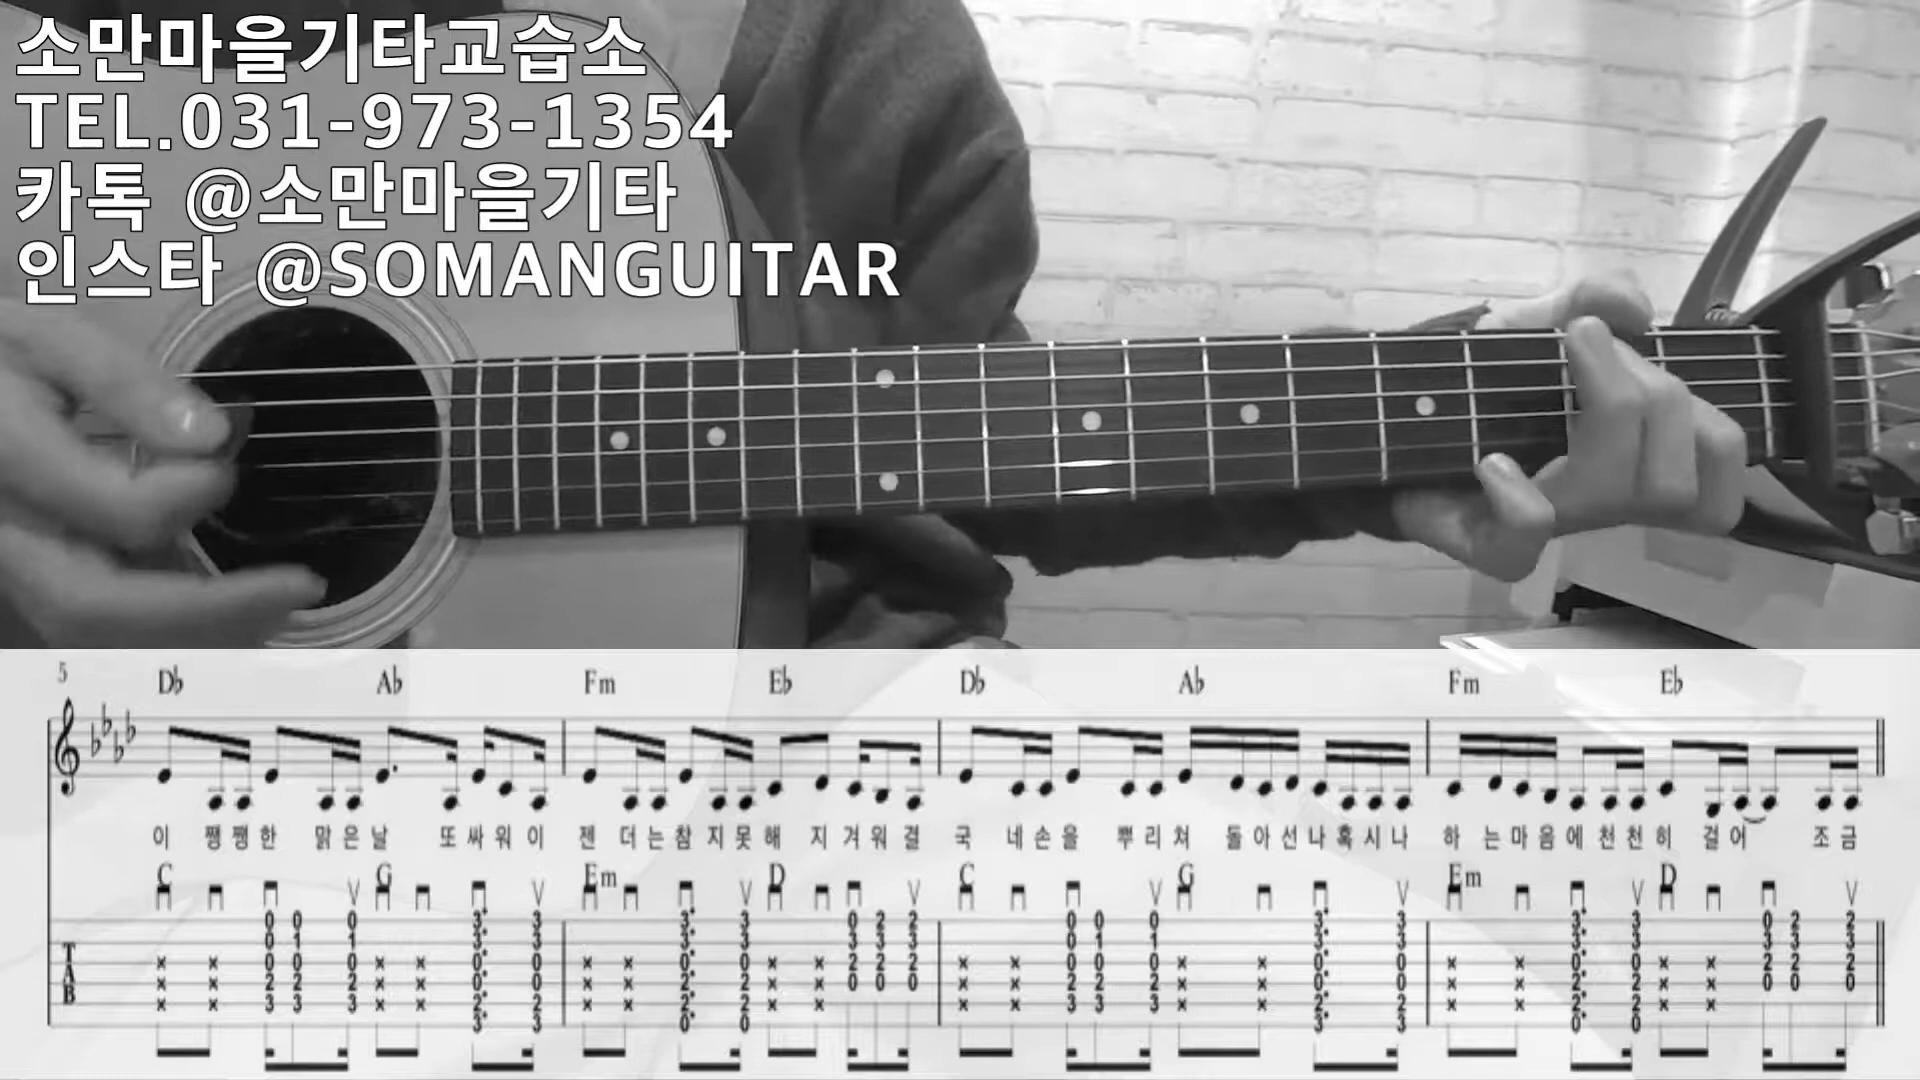 소만마을기타교습소
TEL.031-973-1354
카톡 @소만마을기타
인스타 @SOMANGUITAR
5 Db Ab Fm Eb Db Ab Fm Eb
이 쨍쨍한 맑은날 또싸워이 젠 더는참지못해 지겨워결 국 네손을 뿌리쳐 돌아선나혹시나 하는마음에천천히 걸어 조금
C G Em D C G Em D